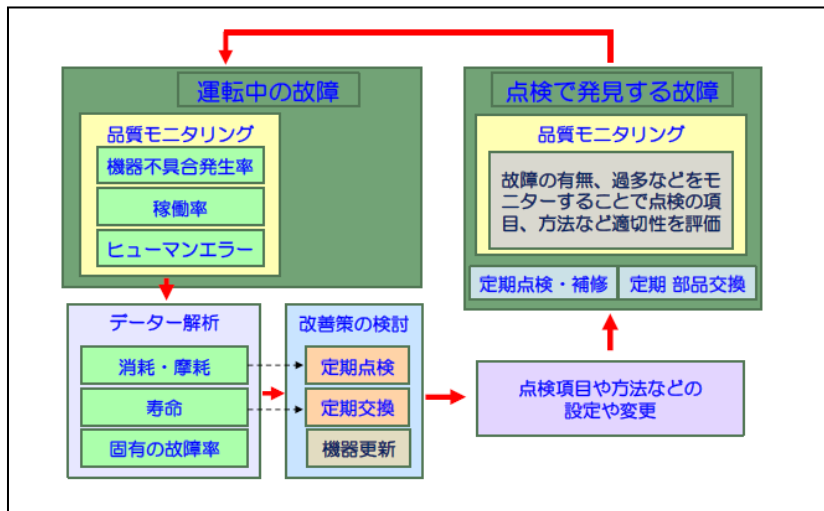 運転中の故障
品質モニタリング
機器不具合発生率
稼働率
ヒューマンエラー
点検で発見する故障
品質モニタリング
故障の有無、過多などをモ
ニターすることで点検の項
目、方法など適切性を評価
定期点検・補修
定期 部品交換
データー解析
消耗・摩耗
寿命
固有の故障率
改善策の検討
定期点検
定期交換
機器更新
点検項目や方法などの
設定や変更